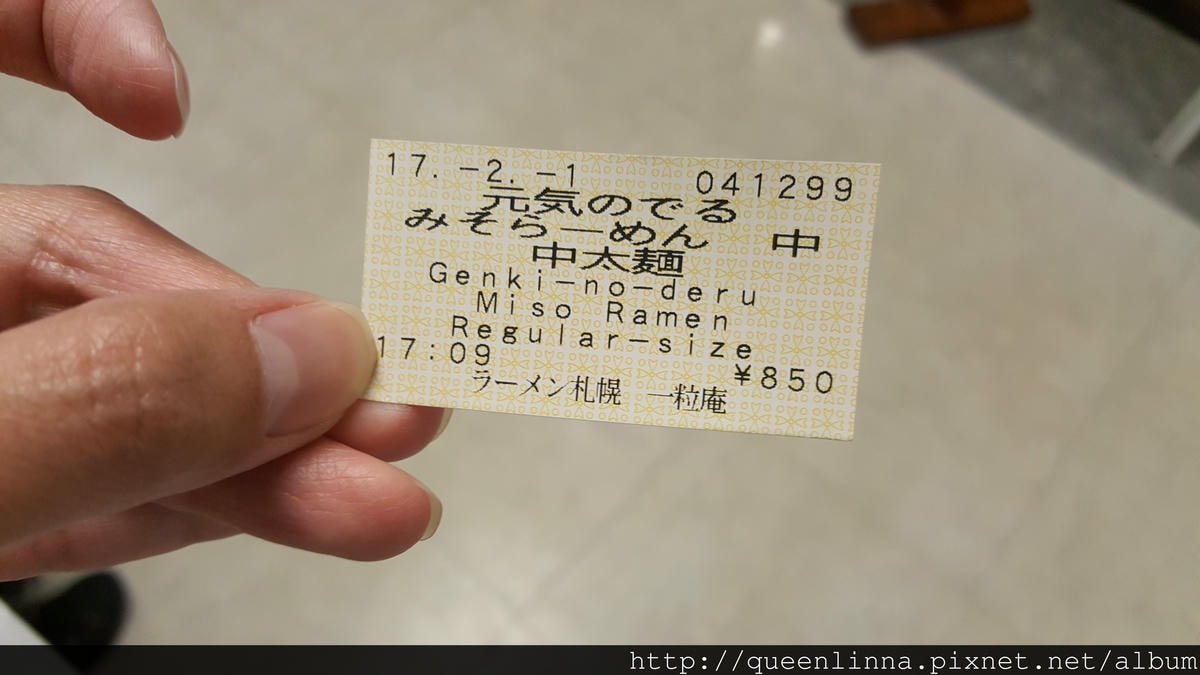 17.-2.-1 041299
元気のでる
みそらーめん 中
中太麺
Genki-no-deru
Miso Ramen
Regular-size
17:09 ¥850
ラーメン札幌 一粒庵
http://queenlinna.pixnet.net/album